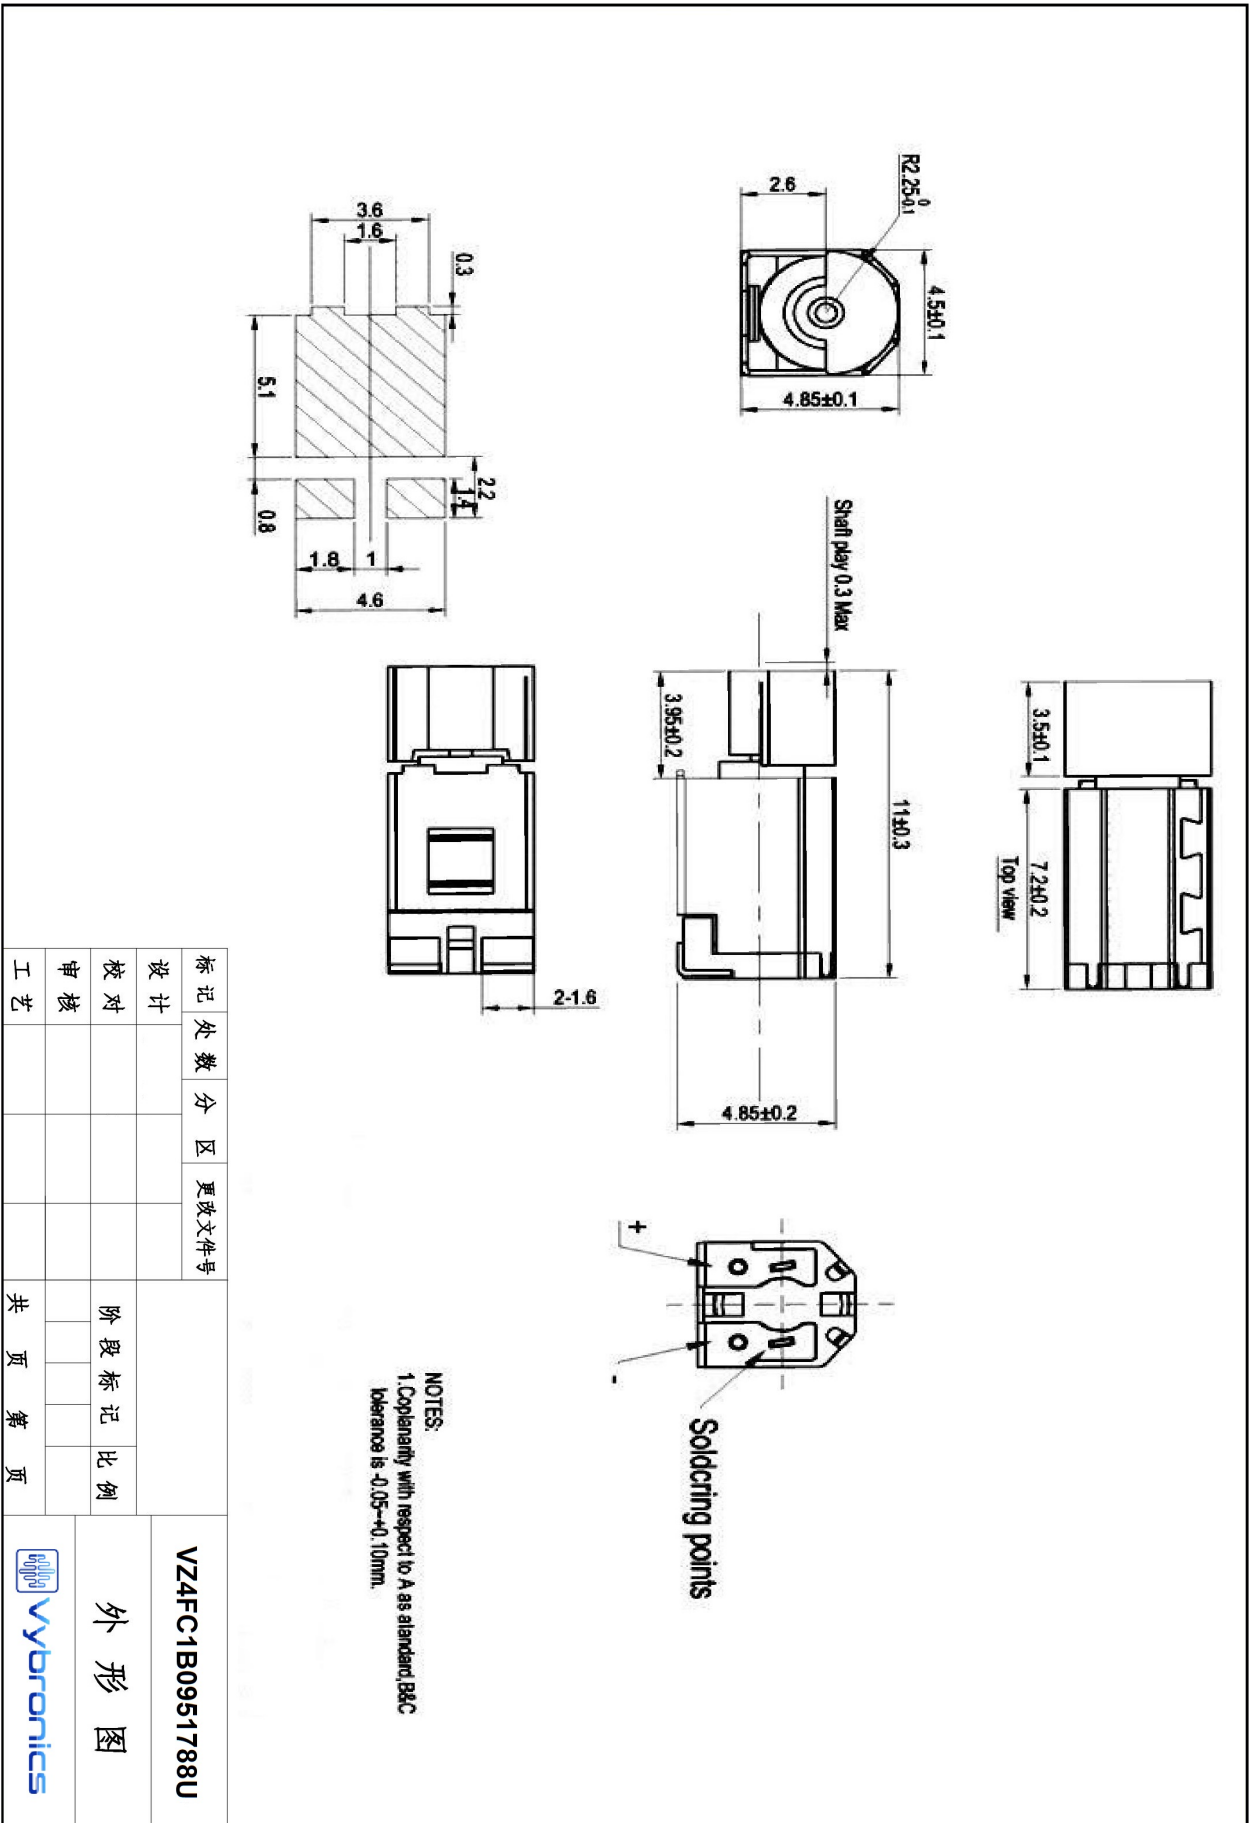 3.5±0.1
7.2±0.2
Top view
R2.25 0 -0.1
4.5±0.1
2.6
4.85±0.1
Shaft play 0.3 Max
11±0.3
3.95±0.2
4.85±0.2
+
-
Soldcring points
3.6
1.6
0.3
5.1
2.2
1.4
0.8
1.8
1
4.6
2-1.6
NOTES:
1.Coplanarity with respect to A as atandard,B&C
tolerance is -0.05~+0.10mm.
标记 处数 分 区 更改文件号
设计
校对
审核
工艺
阶段标记 比例
共 页 第 页
VZ4FC1B0951788U
外形图
Vybronics